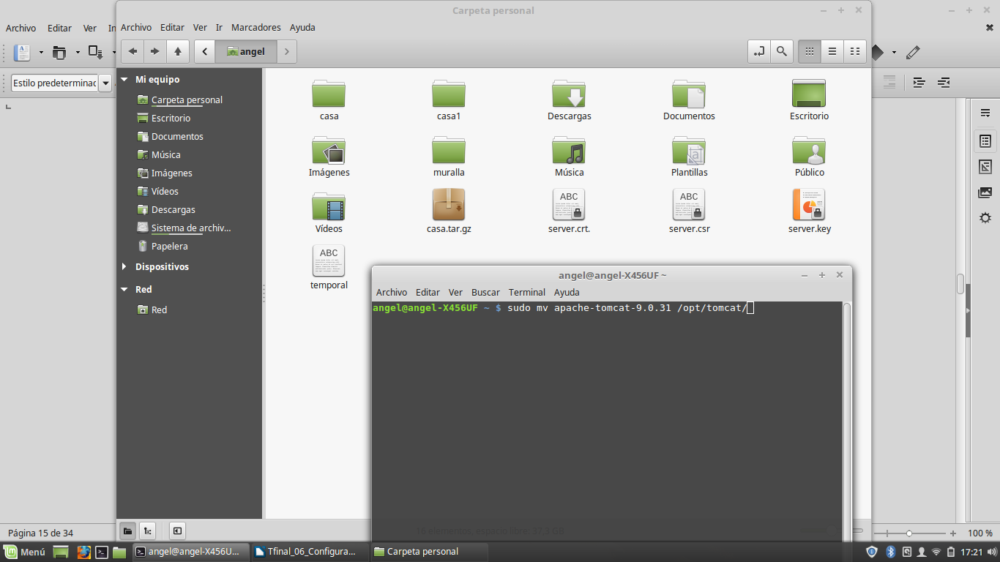 Carpeta personal
Archivo Editar Ver In
Archivo Editar Ver Ir Marcadores Ayuda
angel
Estilo predeterminac
Mi equipo
Carpeta personal
Escritorio
Documentos
Música
Imágenes
Vídeos
Descargas
Sistema de archiv...
Papelera
Dispositivos
Red
Red
casa
casa1
Descargas
Documentos
Escritorio
Imágenes
muralla
Música
Plantillas
Público
Vídeos
casa.tar.gz
ABC
server.crt.
ABC
server.csr
server.key
ABC
temporal
angel@angel-X456UF ~
Archivo Editar Ver Buscar Terminal Ayuda
angel@angel-X456UF ~ $ sudo mv apache-tomcat-9.0.31 /opt/tomcat/
16 elementos, espacio libre: 37,3 GB
Página 15 de 34
100 %
Menú
angel@angel-X456U...
Tfinal_06_Configura...
Carpeta personal
17:21